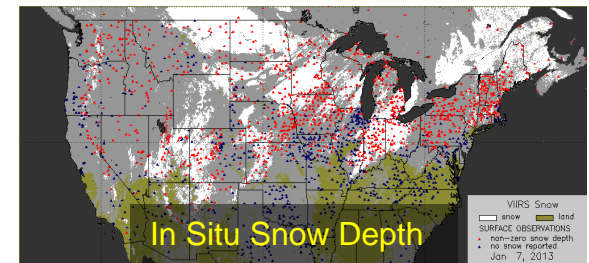 In Situ Snow Depth
VIIRS Snow
snow land
SURFACE OBSERVATIONS
non-zero snow depth
no snow reported
Jan 7, 2013